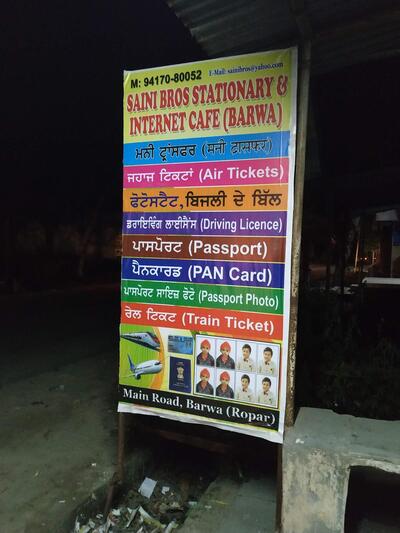 M: 94170-80052 E-Mail: sainibros@yahoo.com
SAINI BROS STATIONARY &
INTERNET CAFE (BARWA)
ਮਨੀ ਟ੍ਰਾਂਸਫਰ
ਜਹਾਜ ਟਿਕਟਾਂ (Air Tickets)
ਫੋਟੋਸਟੈਟ,ਬਿਜਲੀ ਦੇ ਬਿੱਲ
ਡਰਾਇਵਿੰਗ ਲਾਈਸੈਂਸ (Driving Licence)
ਪਾਸਪੋਰਟ (Passport)
ਪੈਨਕਾਰਡ (PAN Card)
ਪਾਸਪੋਰਟ ਸਾਇਜ਼ ਫੋਟੋ (Passport Photo)
ਰੇਲ ਟਿਕਟ (Train Ticket)
Main Road, Barwa (Ropar)